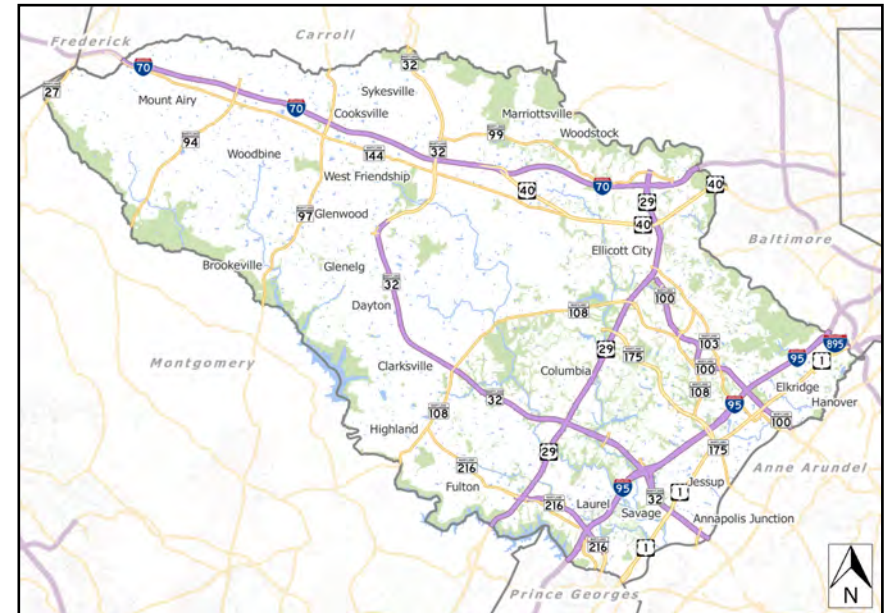 Frederick
Carroll
70
32
27
Mount Airy
70
Sykesville
Cooksville
Marriottsville
99
Woodstock
94
32
Woodbine
144
West Friendship
40
70
29
40
97
Glenwood
40
Ellicott City
Baltimore
Brookeville
Glenelg
32
100
Dayton
108
103
895
29
175
95
1
Montgomery
Clarksville
Columbia
100
Elkridge
32
108
95
Hanover
108
100
Highland
29
175
Anne Arundel
216
Jessup
Fulton
95
1
216
Laurel
32
Savage
Annapolis Junction
216
1
Prince Georges
N